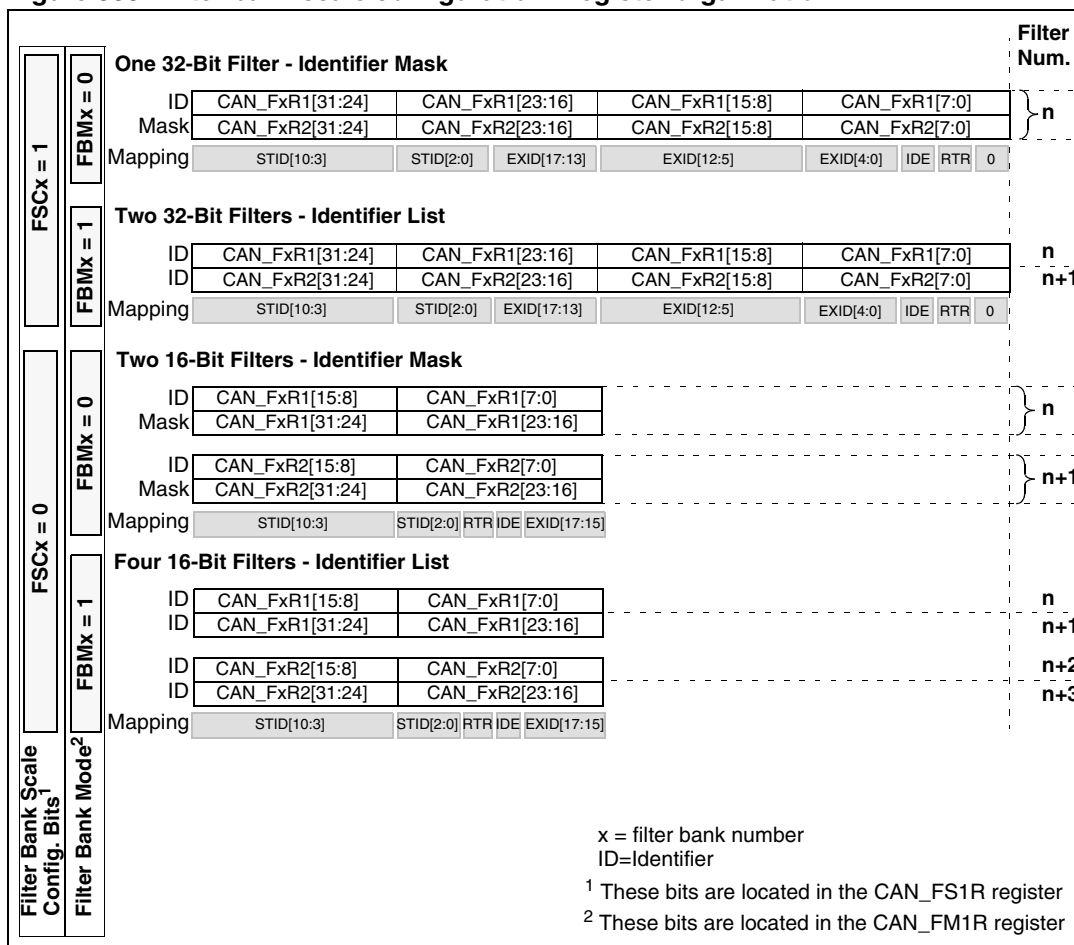 Filter
Num.
FSCx = 1
FBMx = 0
One 32-Bit Filter - Identifier Mask
ID CAN_FxR1[31:24] CAN_FxR1[23:16] CAN_FxR1[15:8] CAN_FxR1[7:0]
n
Mask CAN_FxR2[31:24] CAN_FxR2[23:16] CAN_FxR2[15:8] CAN_FxR2[7:0]
Mapping STID[10:3] STID[2:0] EXID[17:13] EXID[12:5] EXID[4:0] IDE RTR 0
FBMx = 1
Two 32-Bit Filters - Identifier List
ID CAN_FxR1[31:24] CAN_FxR1[23:16] CAN_FxR1[15:8] CAN_FxR1[7:0] n
ID CAN_FxR2[31:24] CAN_FxR2[23:16] CAN_FxR2[15:8] CAN_FxR2[7:0] n+1
Mapping STID[10:3] STID[2:0] EXID[17:13] EXID[12:5] EXID[4:0] IDE RTR 0
FSCx = 0
FBMx = 0
Two 16-Bit Filters - Identifier Mask
ID CAN_FxR1[15:8] CAN_FxR1[7:0]
n
Mask CAN_FxR1[31:24] CAN_FxR1[23:16]
ID CAN_FxR2[15:8] CAN_FxR2[7:0]
n+1
Mask CAN_FxR2[31:24] CAN_FxR2[23:16]
Mapping STID[10:3] STID[2:0] RTR IDE EXID[17:15]
FBMx = 1
Four 16-Bit Filters - Identifier List
ID CAN_FxR1[15:8] CAN_FxR1[7:0] n
ID CAN_FxR1[31:24] CAN_FxR1[23:16] n+1
ID CAN_FxR2[15:8] CAN_FxR2[7:0] n+2
ID CAN_FxR2[31:24] CAN_FxR2[23:16] n+3
Mapping STID[10:3] STID[2:0] RTR IDE EXID[17:15]
Filter Bank Scale
Config. Bits1
Filter Bank Mode2
x = filter bank number
ID=Identifier
1 These bits are located in the CAN_FS1R register
2 These bits are located in the CAN_FM1R register